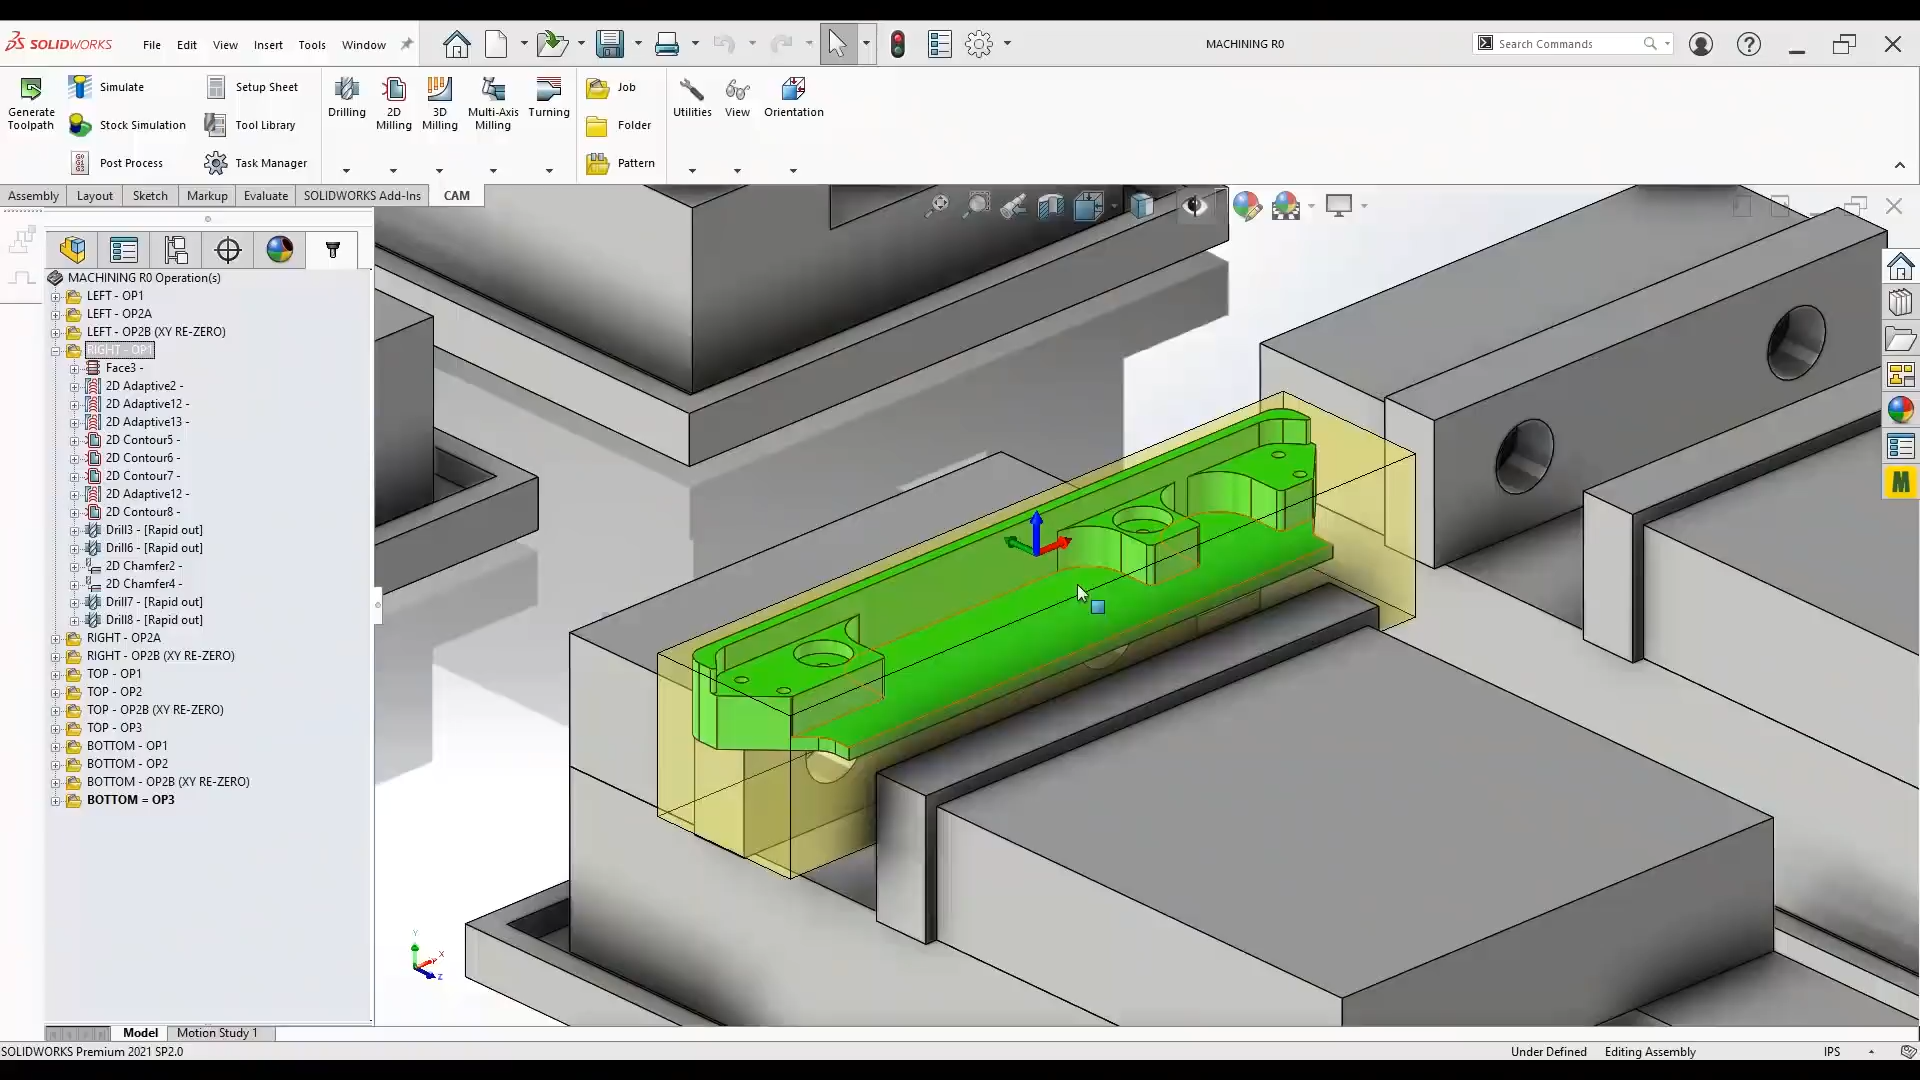 SOLIDWORKS File Edit View Insert Tools Window MACHINING R0 Search Commands
Generate Toolpath
Simulate
Stock Simulation
Post Process
Setup Sheet
Tool Library
Task Manager
Drilling
2D Milling
3D Milling
Multi-Axis Milling
Turning
Job
Folder
Pattern
Utilities
View
Orientation
Assembly Layout Sketch Markup Evaluate SOLIDWORKS Add-Ins CAM
MACHINING R0 Operation(s)
LEFT - OP1
LEFT - OP2A
LEFT - OP2B (XY RE-ZERO)
RIGHT - OP1
Face3 -
2D Adaptive2 -
2D Adaptive12 -
2D Adaptive13 -
2D Contour5 -
2D Contour6 -
2D Contour7 -
2D Adaptive12 -
2D Contour8 -
Drill3 - [Rapid out]
Drill6 - [Rapid out]
2D Chamfer2 -
2D Chamfer4 -
Drill7 - [Rapid out]
Drill8 - [Rapid out]
RIGHT - OP2A
RIGHT - OP2B (XY RE-ZERO)
TOP - OP1
TOP - OP2
TOP - OP2B (XY RE-ZERO)
TOP - OP3
BOTTOM - OP1
BOTTOM - OP2
BOTTOM - OP2B (XY RE-ZERO)
BOTTOM = OP3
M
Y
X
Z
Model Motion Study 1
SOLIDWORKS Premium 2021 SP2.0 Under Defined Editing Assembly IPS